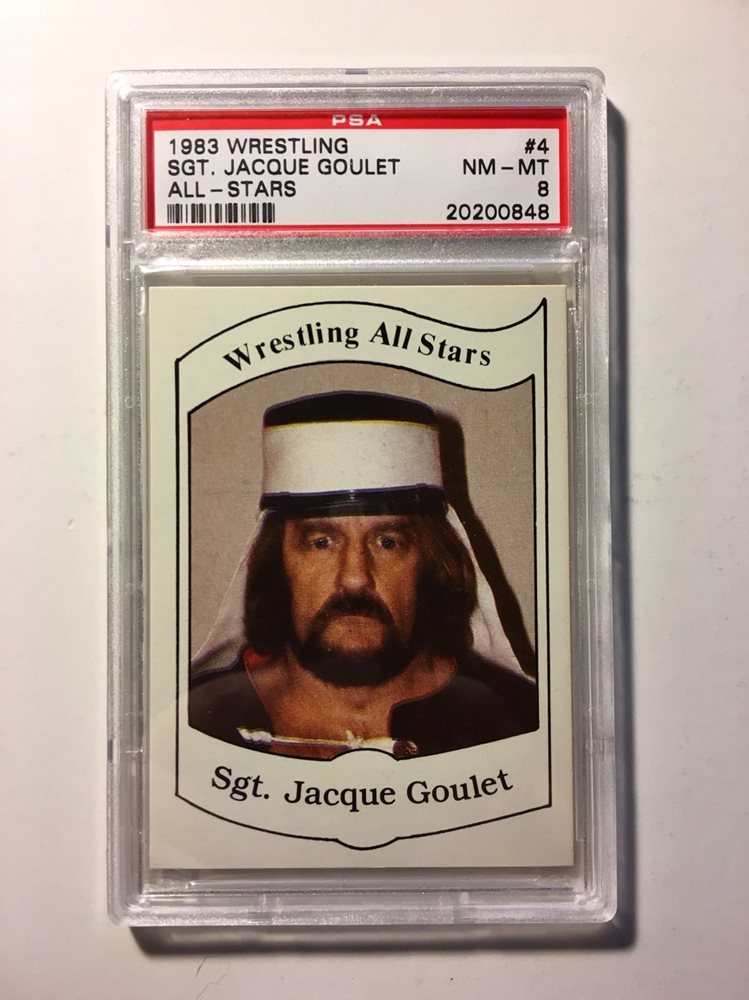 PSA
1983 WRESTLING #4
SGT. JACQUE GOULET NM-MT
ALL-STARS 8
20200848
Wrestling All Stars
Sgt. Jacque Goulet